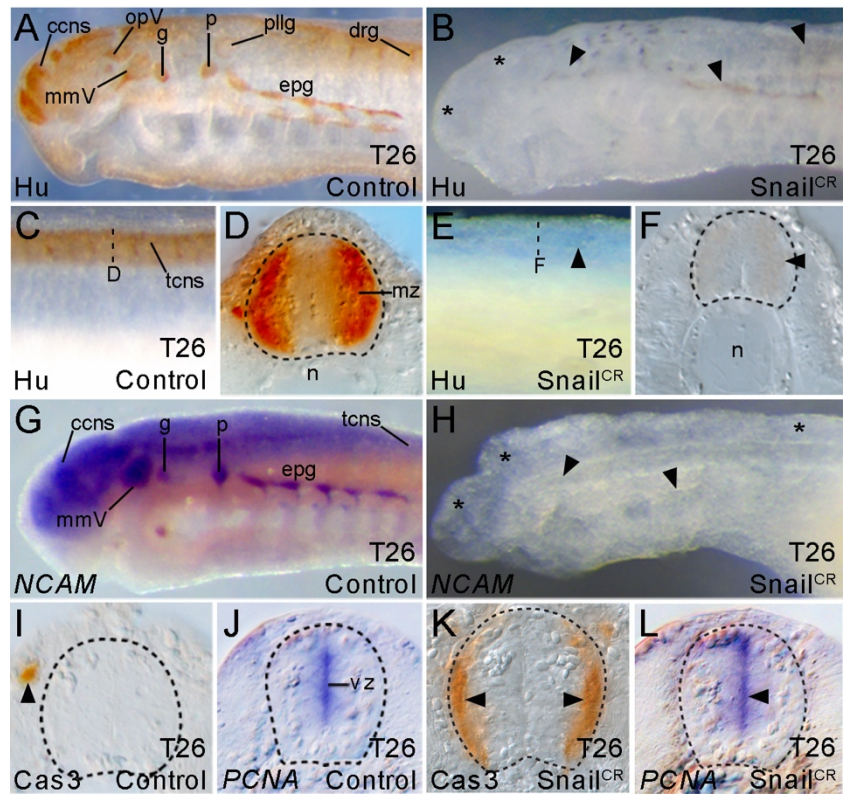 A
ccns
opV
g
p
pllg
drg
mmV
epg
T26
Hu
Control
B
*
*
T26
Hu
Snail^CR
C
D
tcns
T26
Hu
Control
D
mz
n
E
F
T26
Hu
Snail^CR
F
n
G
ccns
g
p
tcns
epg
mmV
T26
NCAM
Control
H
*
*
*
T26
NCAM
Snail^CR
I
T26
Cas3
Control
J
vz
T26
PCNA
Control
K
T26
Cas3
Snail^CR
L
T26
PCNA
Snail^CR